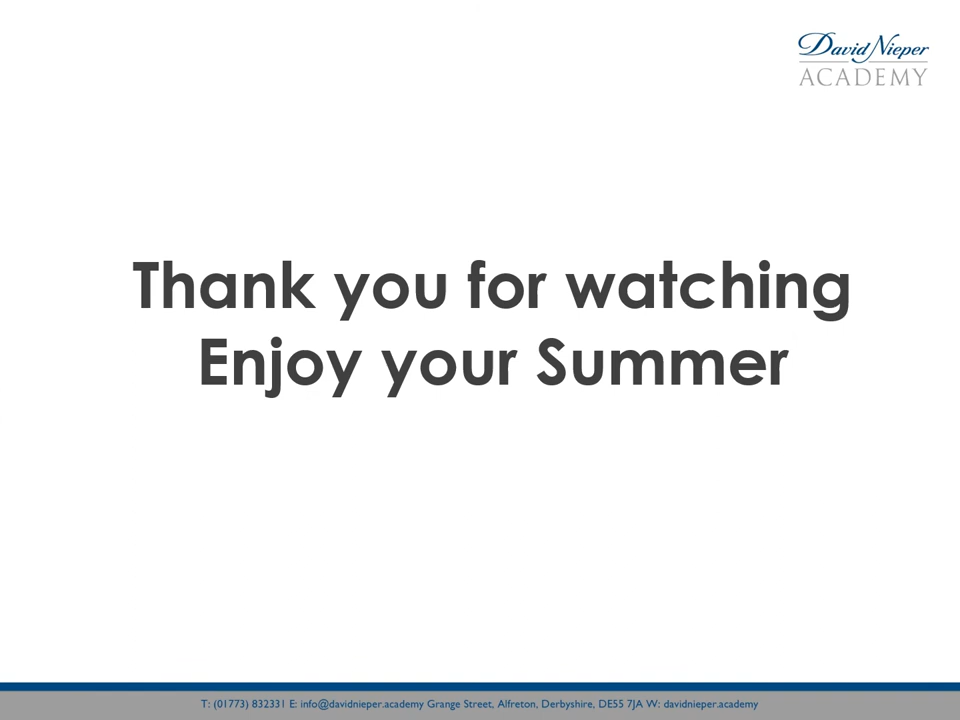 David Nieper
ACADEMY
Thank you for watching
Enjoy your Summer
T: (01773) 832331 E: info@davidnieper.academy Grange Street, Alfreton, Derbyshire, DE55 7JA W: davidnieper.academy